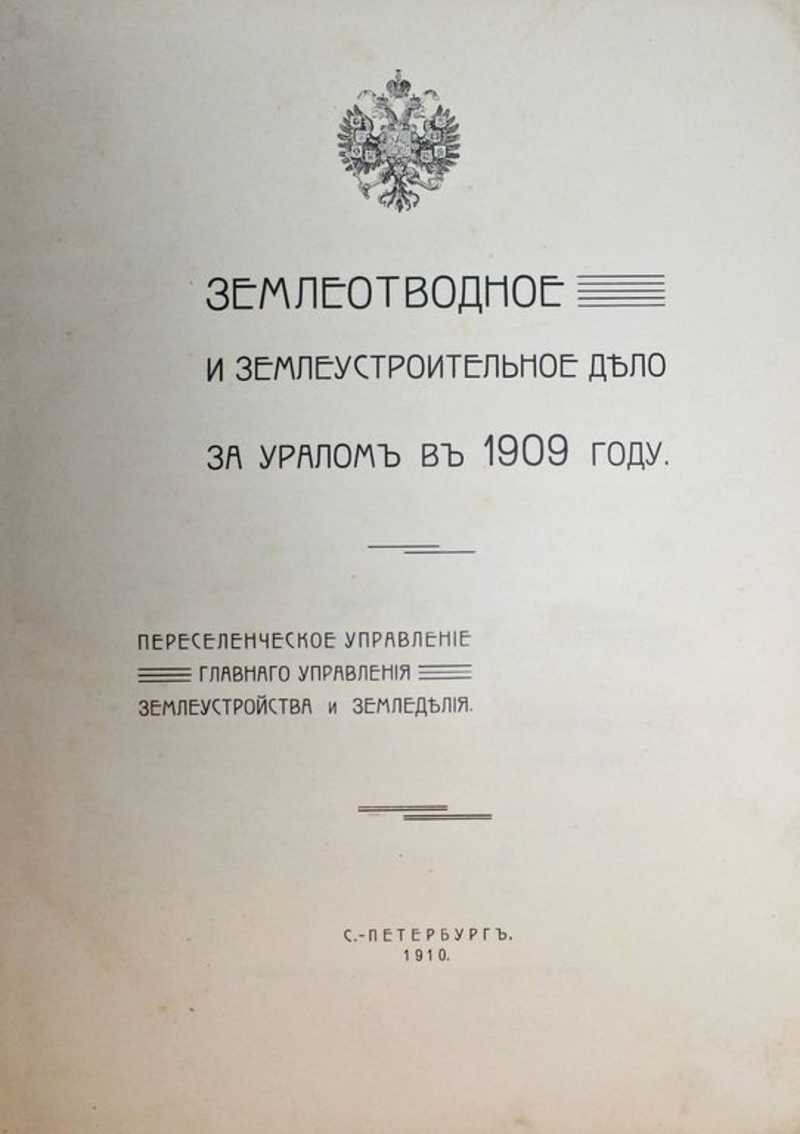 ЗЕМЛЕОТВОДНОЕ
И ЗЕМЛЕУСТРОИТЕЛЬНОЕ ДѢЛО
ЗА УРАЛОМЪ ВЪ 1909 ГОДУ.
ПЕРЕСЕЛЕНЧЕСКОЕ УПРАВЛЕНІЕ
ГЛАВНАГО УПРАВЛЕНІЯ
ЗЕМЛЕУСТРОЙСТВА и ЗЕМЛЕДѢЛІЯ.
С.-ПЕТЕРБУРГЪ.
1910.